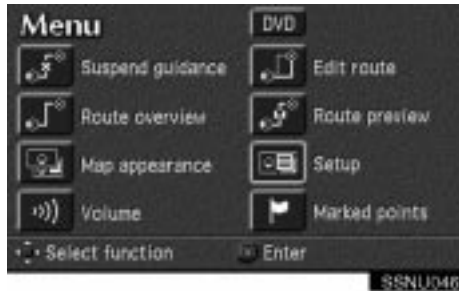 Menu DVD
Suspend guidance Edit route
Route overview Route preview
Map appearance Setup
Volume Marked points
Select function Enter
SSNU046